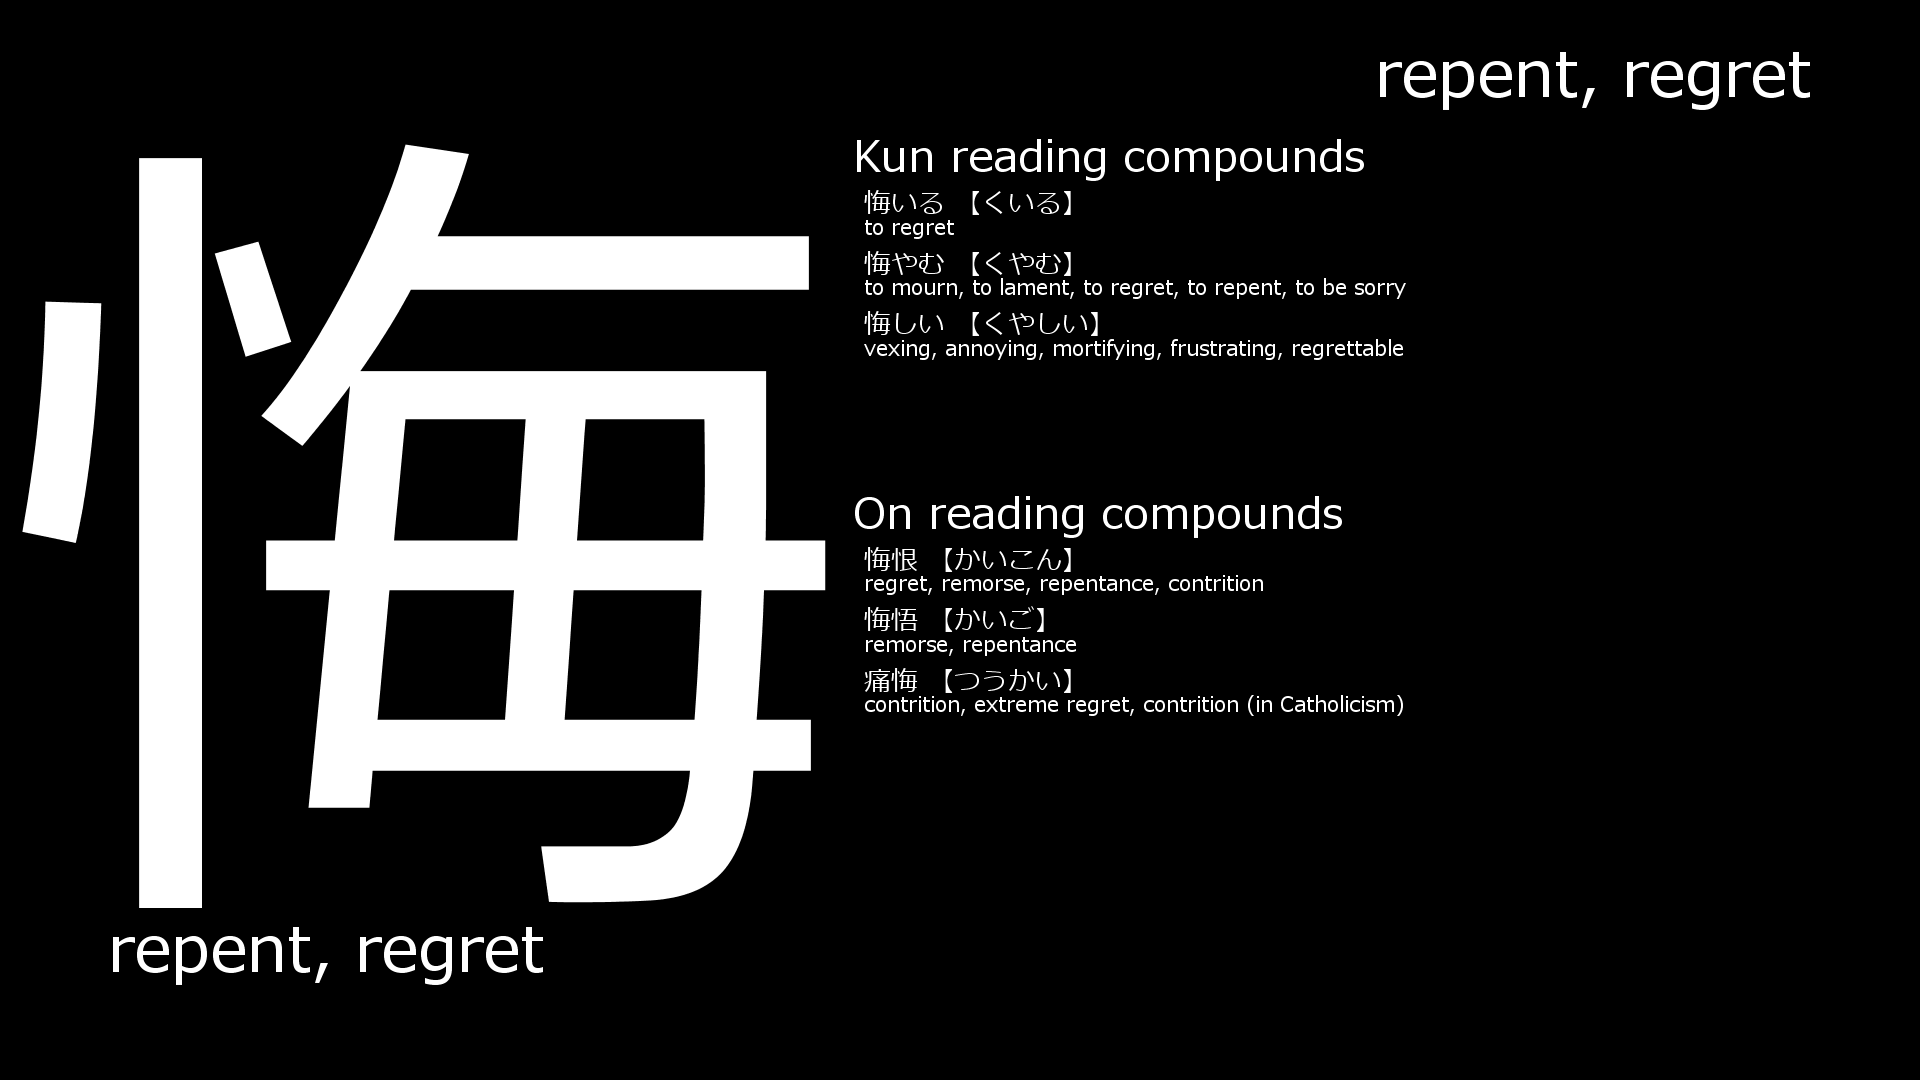 repent, regret
悔
repent, regret
Kun reading compounds
悔いる 【くいる】
to regret
悔やむ 【くやむ】
to mourn, to lament, to regret, to repent, to be sorry
悔しい 【くやしい】
vexing, annoying, mortifying, frustrating, regrettable
On reading compounds
悔恨 【かいこん】
regret, remorse, repentance, contrition
悔悟 【かいご】
remorse, repentance
痛悔 【つうかい】
contrition, extreme regret, contrition (in Catholicism)